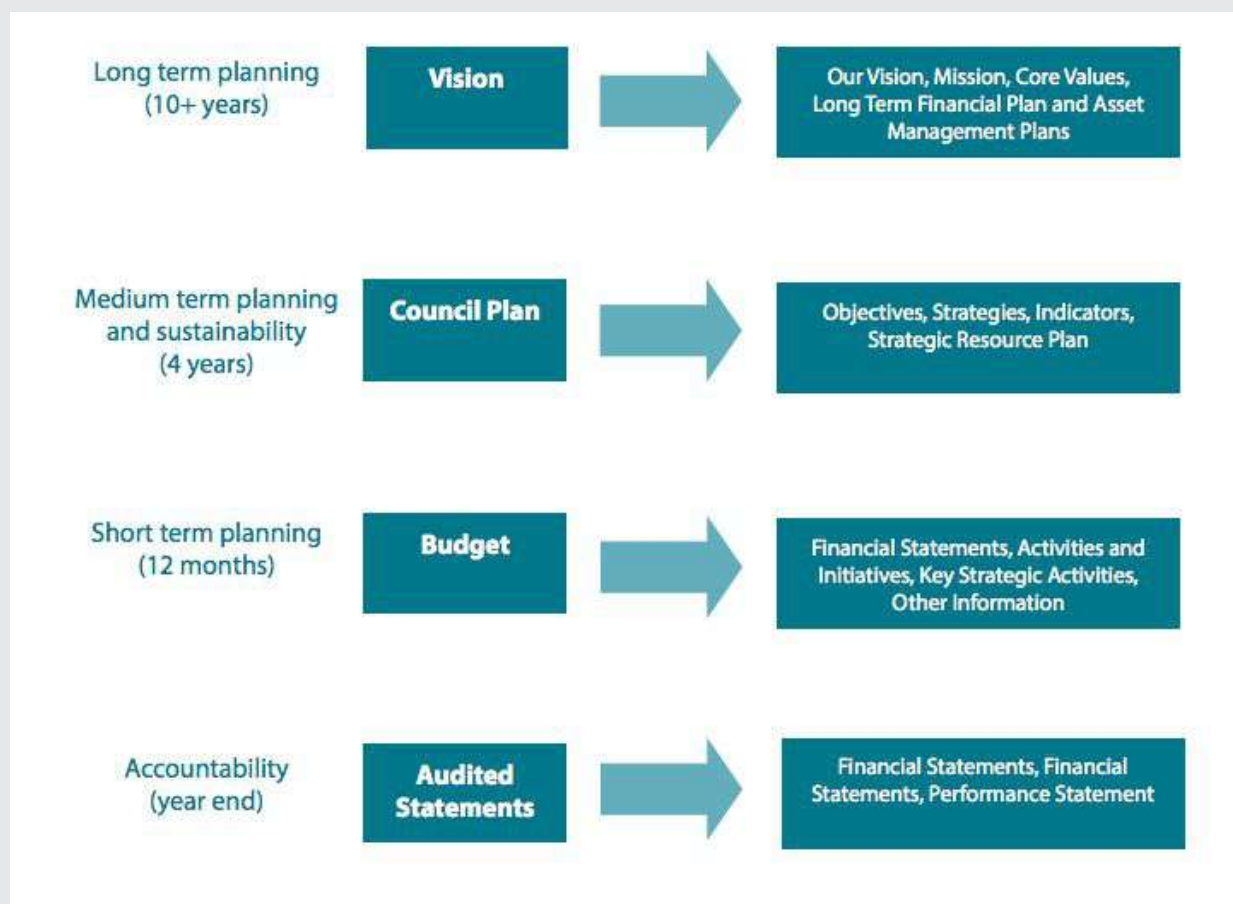 Long term planning
(10+ years)
Vision
Our Vision, Mission, Core Values,
Long Term Financial Plan and Asset
Management Plans
Medium term planning
and sustainability
(4 years)
Council Plan
Objectives, Strategies, Indicators,
Strategic Resource Plan
Short term planning
(12 months)
Budget
Financial Statements, Activities and
Initiatives, Key Strategic Activities,
Other Information
Accountability
(year end)
Audited
Statements
Financial Statements, Financial
Statements, Performance Statement